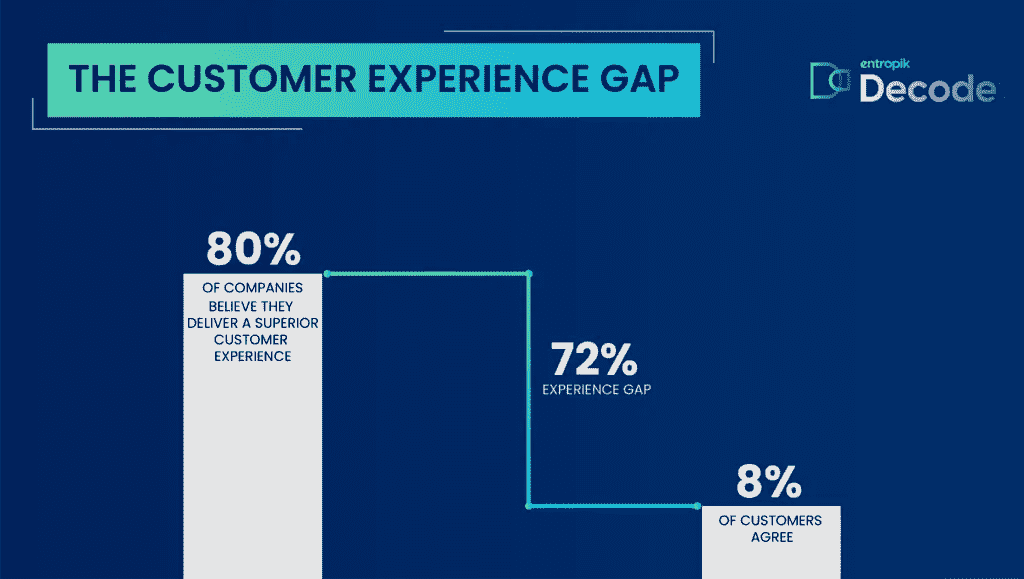 THE CUSTOMER EXPERIENCE GAP
entropik
Decode
80%
OF COMPANIES
BELIEVE THEY
DELIVER A SUPERIOR
CUSTOMER
EXPERIENCE
72%
EXPERIENCE GAP
8%
OF CUSTOMERS
AGREE